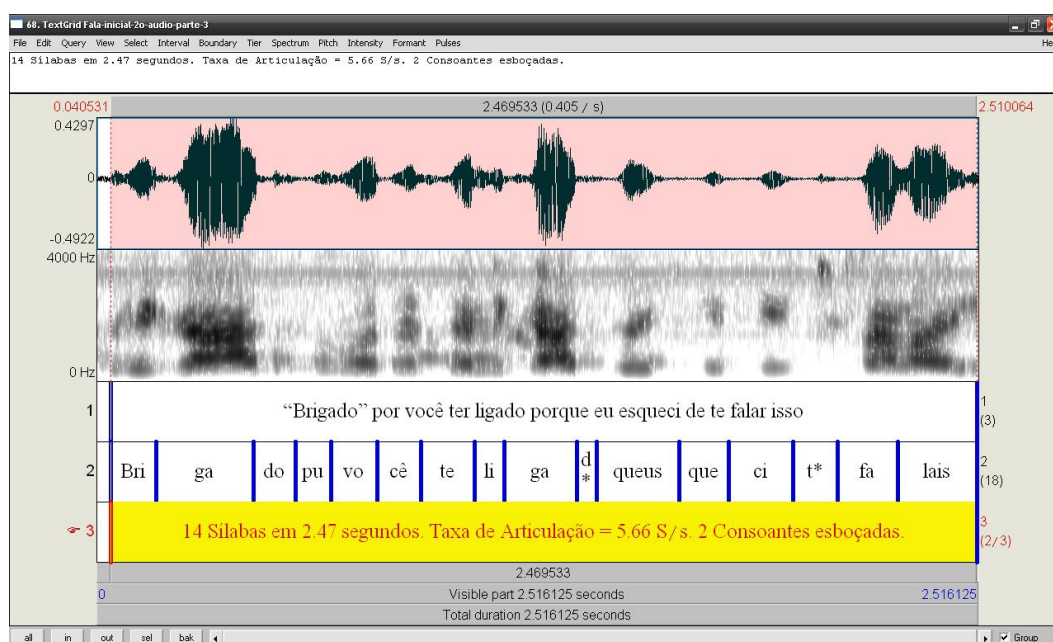 68. TextGrid Fala-inicial-2o-audio-parte-3
File Edit Query View Select Interval Boundary Tier Spectrum Pitch Intensity Formant Pulses He
14 Sílabas em 2.47 segundos. Taxa de Articulação = 5.66 S/s. 2 Consoantes esboçadas.
0.040531 2.469533 (0.405 / s) 2.510064
0.4297
0
-0.4922
4000 Hz
0 Hz
1 “Brigado” por você ter ligado porque eu esqueci de te falar isso 1 (3)
2 Bri ga do pu vo cê te li ga d* queus que ci t* fa lais 2 (18)
3 14 Sílabas em 2.47 segundos. Taxa de Articulação = 5.66 S/s. 2 Consoantes esboçadas. 3 (2/3)
2.469533
0 Visible part 2.516125 seconds 2.516125
Total duration 2.516125 seconds
all in out sel bak Group